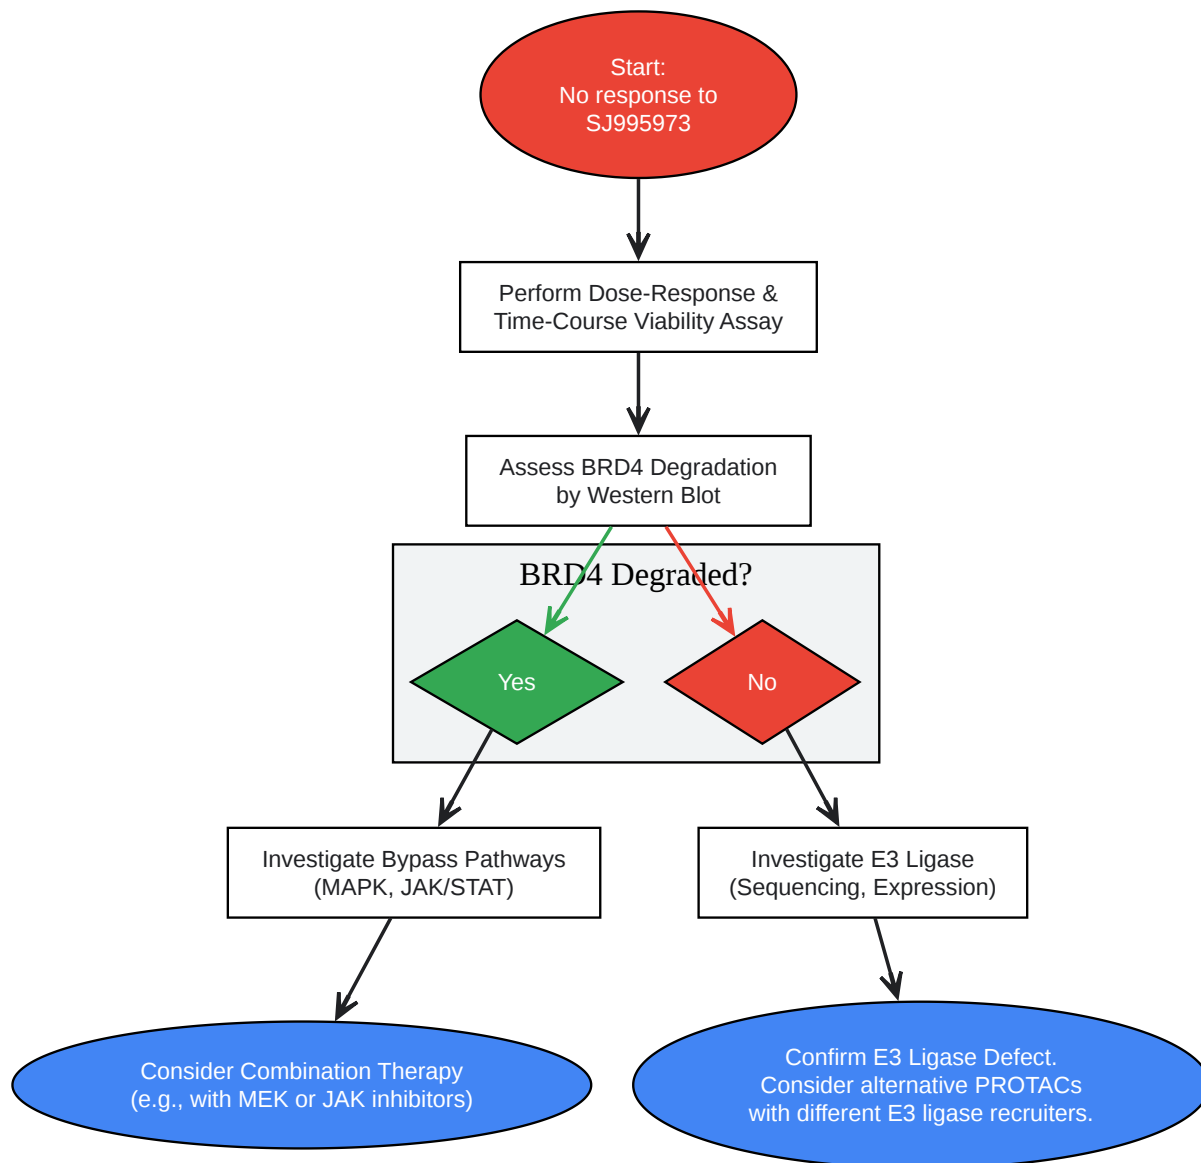 Start:
No response to
SJ995973
Perform Dose-Response &
Time-Course Viability Assay
Assess BRD4 Degradation
by Western Blot
BRD4 Degraded?
Yes
No
Investigate Bypass Pathways
(MAPK, JAK/STAT)
Investigate E3 Ligase
(Sequencing, Expression)
Consider Combination Therapy
(e.g., with MEK or JAK inhibitors)
Confirm E3 Ligase Defect.
Consider alternative PROTACs
with different E3 ligase recruiters.